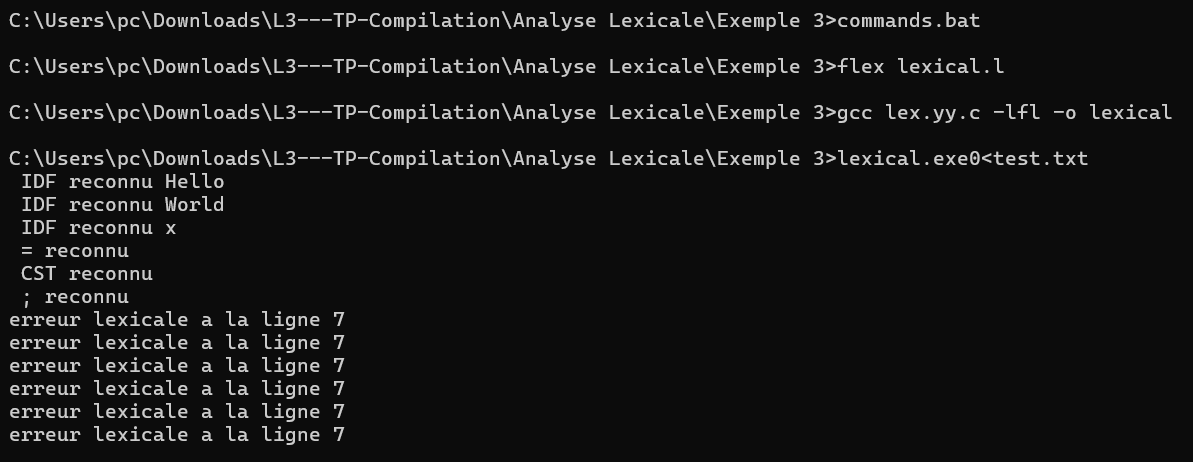 C:\Users\pc\Downloads\L3---TP-Compilation\Analyse Lexicale\Exemple 3>commands.bat
C:\Users\pc\Downloads\L3---TP-Compilation\Analyse Lexicale\Exemple 3>flex lexical.l
C:\Users\pc\Downloads\L3---TP-Compilation\Analyse Lexicale\Exemple 3>gcc lex.yy.c -lfl -o lexical
C:\Users\pc\Downloads\L3---TP-Compilation\Analyse Lexicale\Exemple 3>lexical.exe0<test.txt
IDF reconnu Hello
IDF reconnu World
IDF reconnu x
= reconnu
CST reconnu
; reconnu
erreur lexicale a la ligne 7
erreur lexicale a la ligne 7
erreur lexicale a la ligne 7
erreur lexicale a la ligne 7
erreur lexicale a la ligne 7
erreur lexicale a la ligne 7